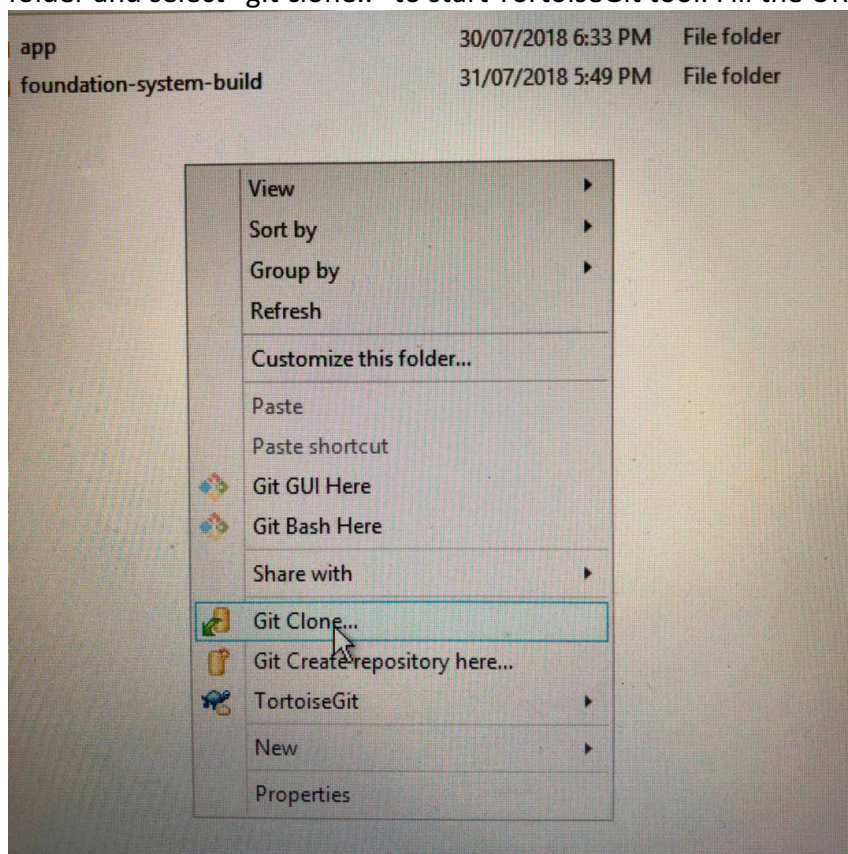 app 30/07/2018 6:33 PM File folder
foundation-system-build 31/07/2018 5:49 PM File folder
View
Sort by
Group by
Refresh
Customize this folder...
Paste
Paste shortcut
Git GUI Here
Git Bash Here
Share with
Git Clone...
Git Create repository here...
TortoiseGit
New
Properties